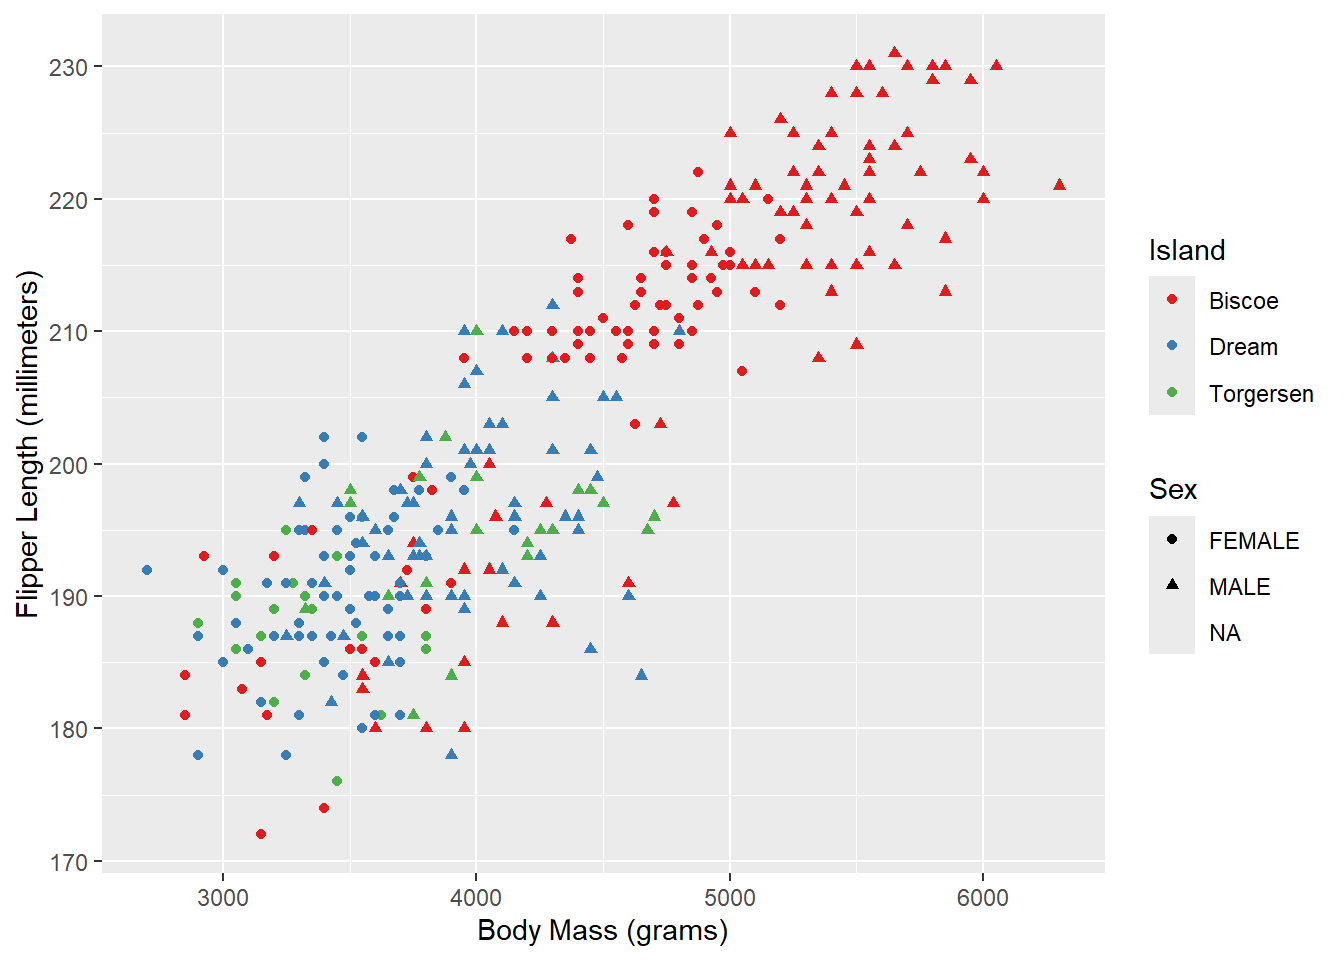 230
220
210
200
190
180
170
Flipper Length (millimeters)
3000 4000 5000 6000
Body Mass (grams)
Island
Biscoe
Dream
Torgersen
Sex
FEMALE
MALE
NA